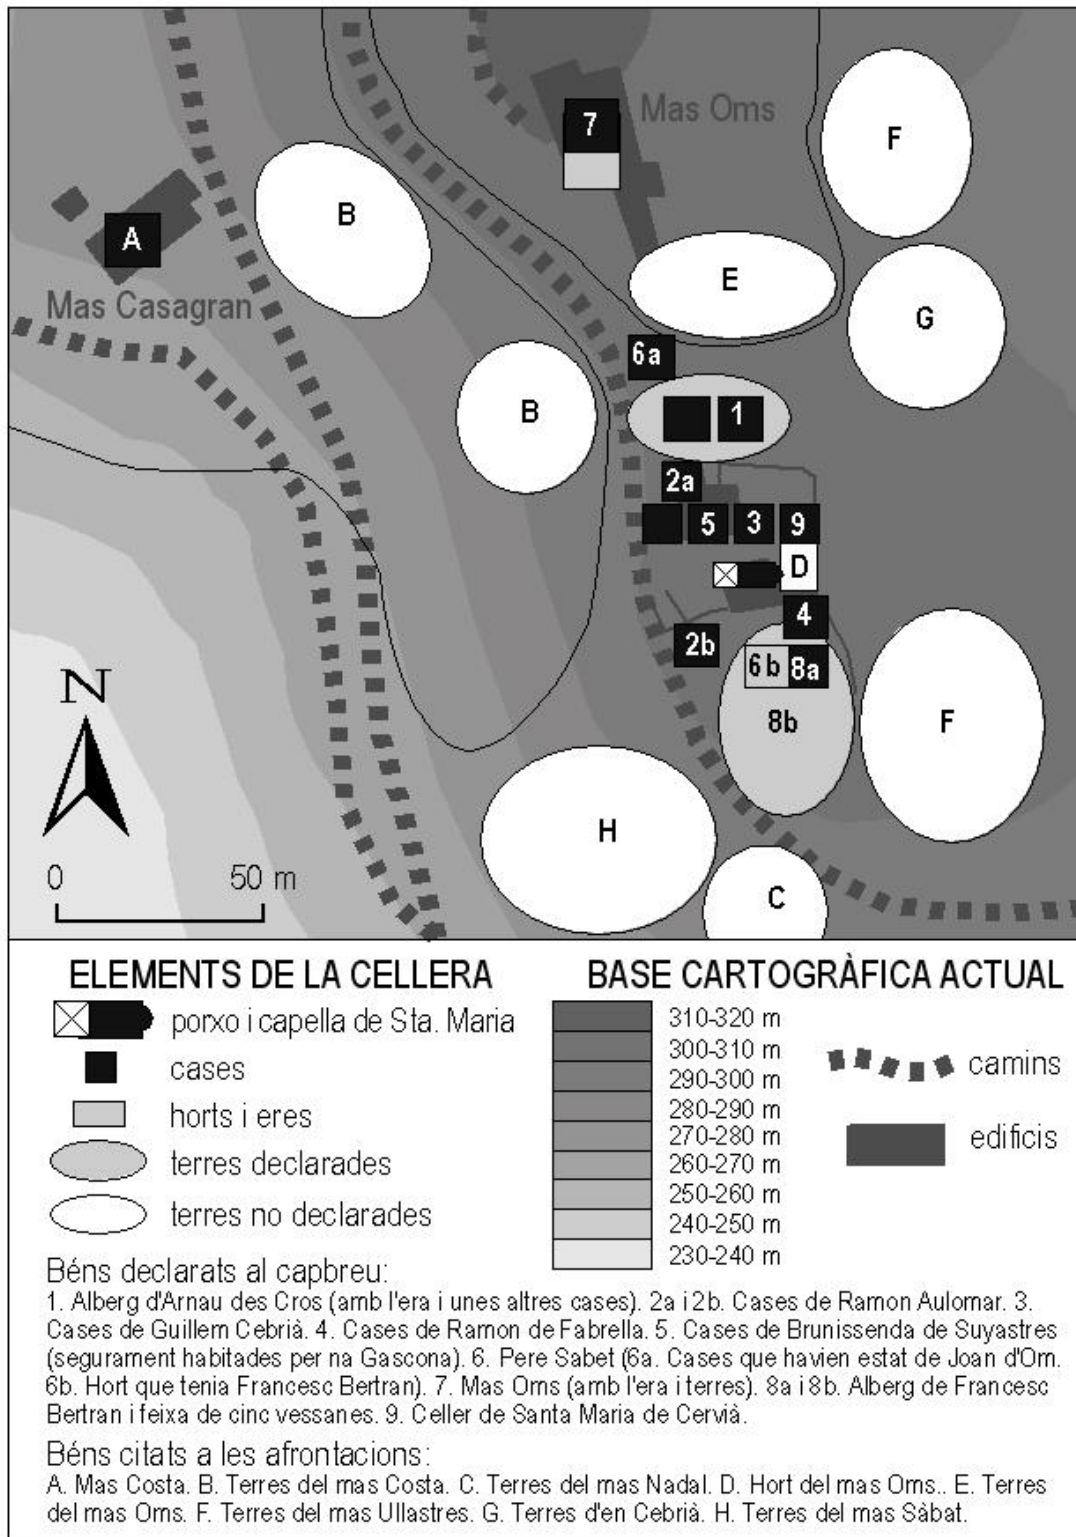 7
Mas Oms
F
B
A
E
Mas Casagran
G
6a
B
1
2a
5
3
9
D
4
2b
6b
8a
N
8b
F
H
0
50 m
C
ELEMENTS DE LA CELLERA
porxo i capella de Sta. Maria
cases
horts i eres
terres declarades
terres no declarades
BASE CARTOGRÀFICA ACTUAL
310-320 m
300-310 m
290-300 m
280-290 m
270-280 m
260-270 m
250-260 m
240-250 m
230-240 m
camins
edificis
Béns declarats al capbreu:
1. Alberg d'Arnau des Cros (amb l'era i unes altres cases). 2a i 2b. Cases de Ramon Aulomar. 3.
Cases de Guillem Cebrià. 4. Cases de Ramon de Fabrella. 5. Cases de Brunissenda de Suyastres
(segurament habitades per na Gascona). 6. Pere Sabet (6a. Cases que havien estat de Joan d'Om.
6b. Hort que tenia Francesc Bertran). 7. Mas Oms (amb l'era i terres). 8a i 8b. Alberg de Francesc
Bertran i feixa de cinc vessanes. 9. Celler de Santa Maria de Cervià.
Béns citats a les afrontacions:
A. Mas Costa. B. Terres del mas Costa. C. Terres del mas Nadal. D. Hort del mas Oms.. E. Terres
del mas Oms. F. Terres del mas Ullastres. G. Terres d'en Cebrià. H. Terres del mas Sàbat.